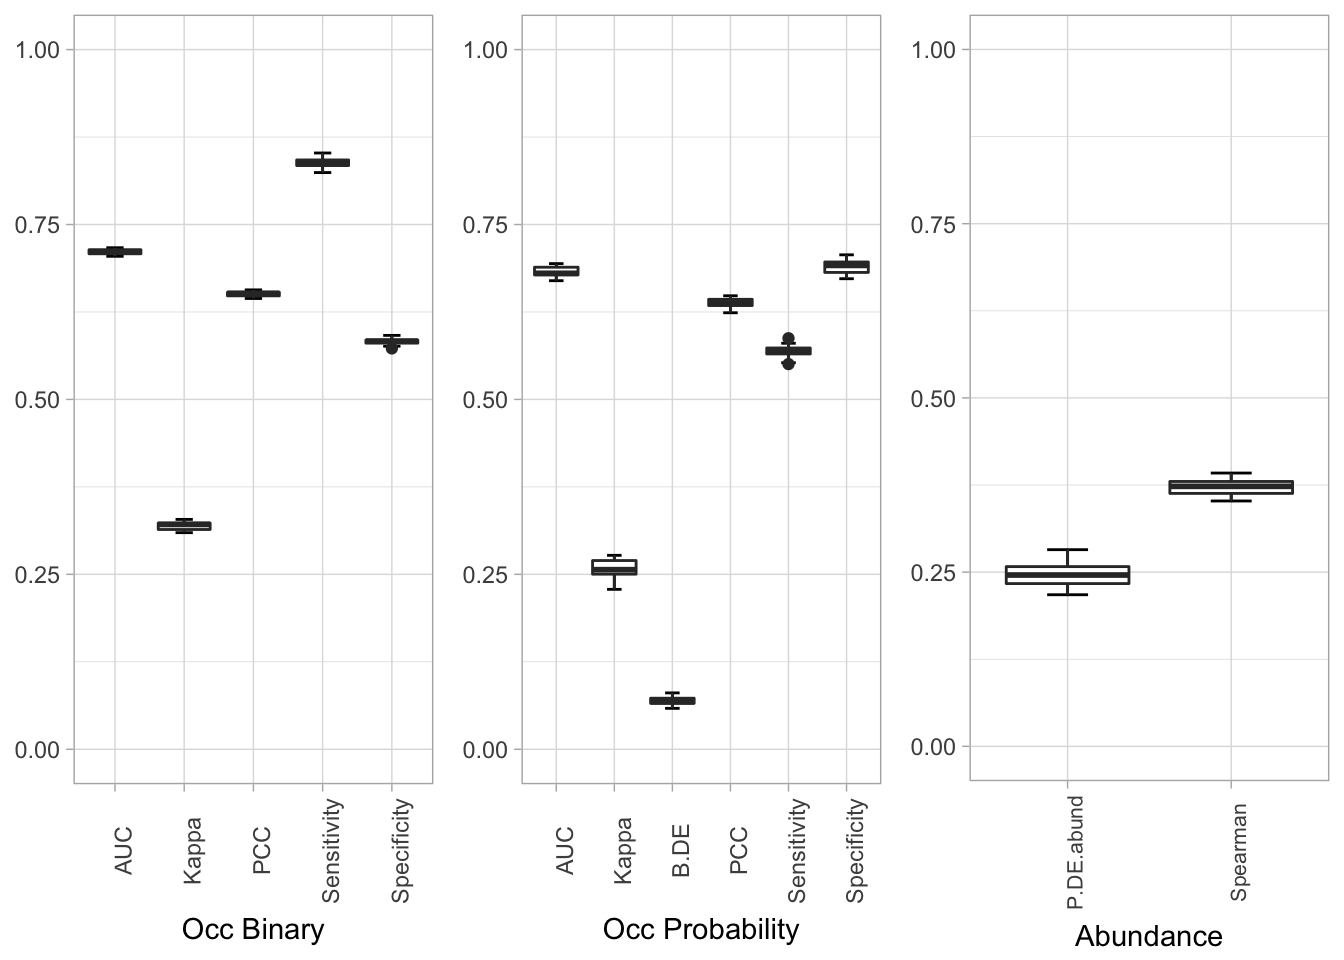 1.00
0.75
0.50
0.25
0.00
AUC
Kappa
PCC
Sensitivity
Specificity
Occ Binary
1.00
0.75
0.50
0.25
0.00
AUC
Kappa
B.DE
PCC
Sensitivity
Specificity
Occ Probability
1.00
0.75
0.50
0.25
0.00
P.DE.abund
Spearman
Abundance